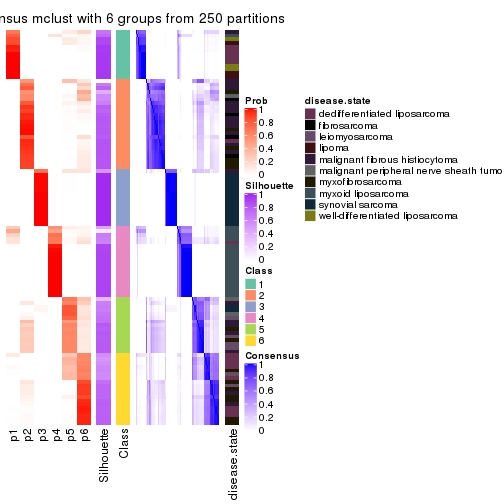 nsus mclust with 6 groups from 250 partitions
Prob
1
0.8
0.6
0.4
0.2
0
Silhouette
1
0.8
0.6
0.4
0.2
0
Class
1
2
3
4
5
6
Consensus
1
0.8
0.6
0.4
0.2
0
disease.state
dedifferentiated liposarcoma
fibrosarcoma
leiomyosarcoma
lipoma
malignant fibrous histiocytoma
malignant peripheral nerve sheath tumo
myxofibrosarcoma
myxoid liposarcoma
synovial sarcoma
well-differentiated liposarcoma
p1
p2
p3
p4
p5
p6
Silhouette
Class
disease.state